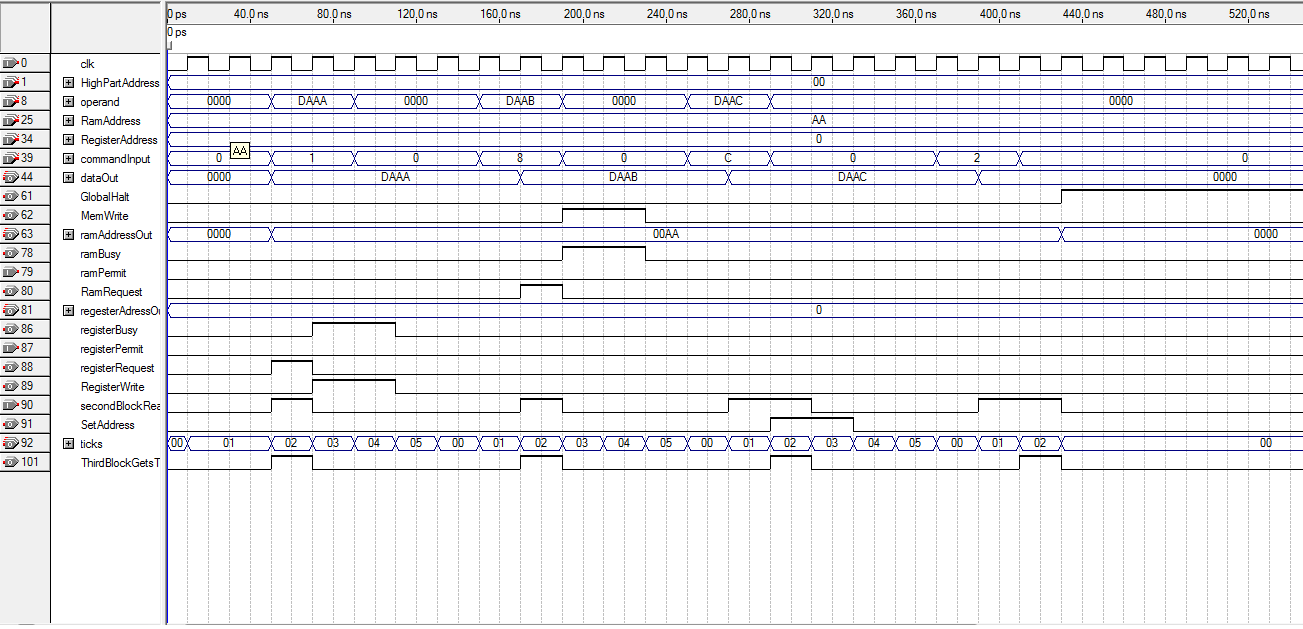 0 ps 40.0 ns 80.0 ns 120.0 ns 160.0 ns 200.0 ns 240.0 ns 280.0 ns 320.0 ns 360.0 ns 400.0 ns 440.0 ns 480.0 ns 520.0 ns
0 ps
0 clk
1 HighPartAddress 00
8 operand 0000 DAAA 0000 DAAB 0000 DAAC 0000
25 RamAddress AA
34 RegisterAddress 0
AA
39 commandInput 0 1 0 8 0 C 0 2 0
44 dataOut 0000 DAAA DAAB DAAC 0000
61 GlobalHalt
62 MemWrite
63 ramAddressOut 0000 00AA 0000
78 ramBusy
79 ramPermit
80 RamRequest
81 regesterAdressOu 0
86 registerBusy
87 registerPermit
88 registerRequest
89 RegisterWrite
90 secondBlockRea
91 SetAddress
92 ticks 00 01 02 03 04 05 00 01 02 03 04 05 00 01 02 03 04 05 00 01 02 00
101 ThirdBlockGetsT